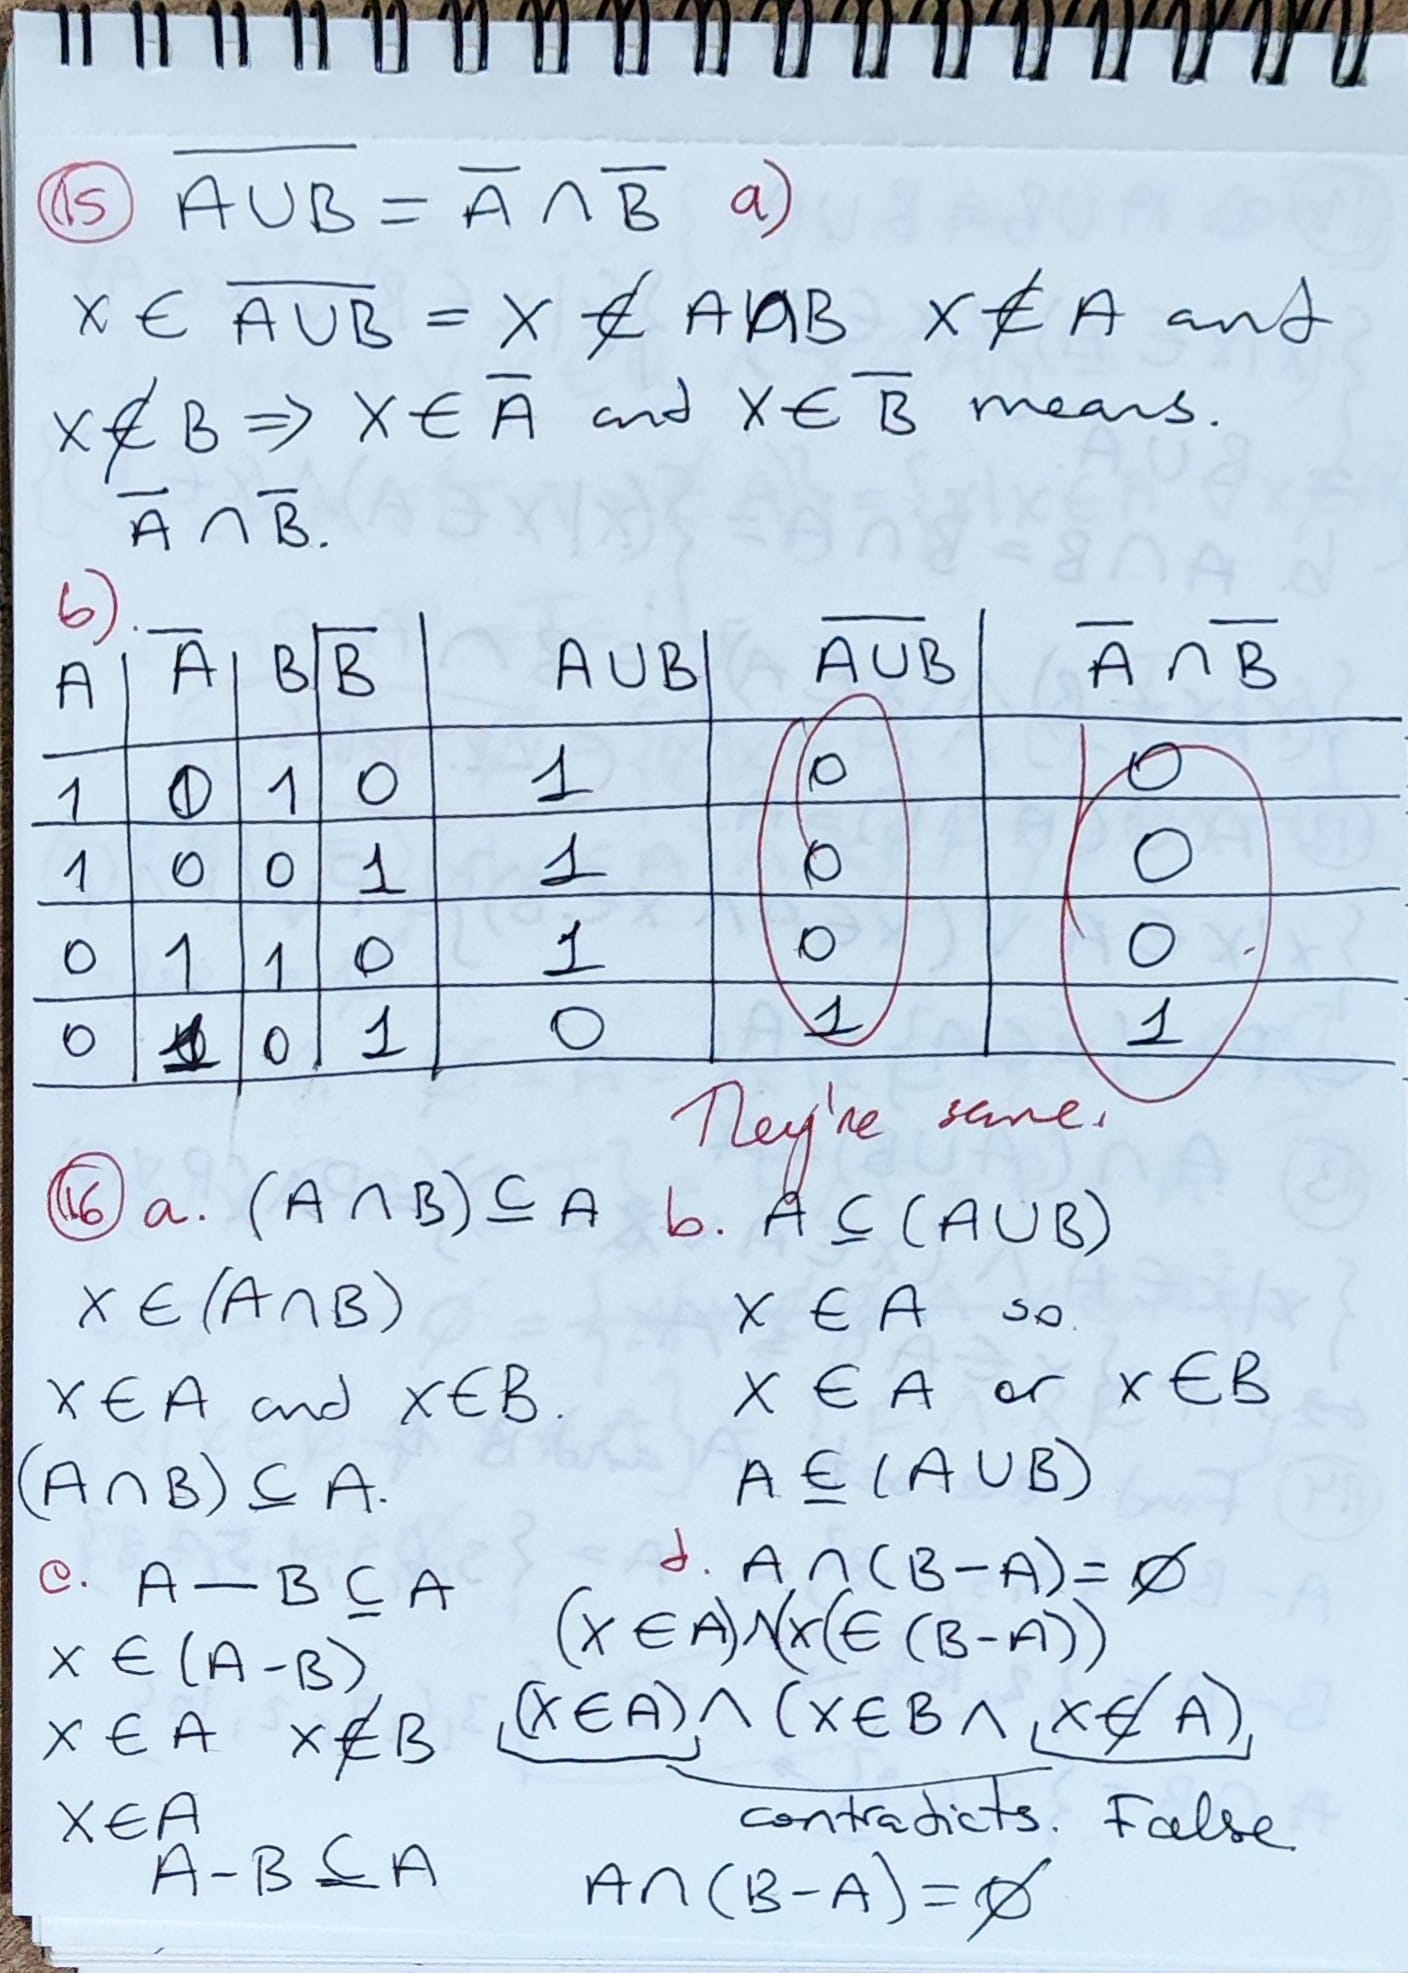 15 $\overline{A \cup B} = \overline{A} \cap \overline{B}$ a)
$x \in \overline{A \cup B} = x \notin A \cap B$ $x \notin A$ and
$x \notin B \Rightarrow x \in \overline{A}$ and $x \in \overline{B}$ means.
$\overline{A} \cap \overline{B}$.
b).
A | $\overline{A}$ | B | $\overline{B}$ | $A \cup B$ | $\overline{A \cup B}$ | $\overline{A} \cap \overline{B}$
1 | 0 | 1 | 0 | 1 | 0 | 0
1 | 0 | 0 | 1 | 1 | 0 | 0
0 | 1 | 1 | 0 | 1 | 0 | 0
0 | 1 | 0 | 1 | 0 | 1 | 1
They're same.
16 a. $(A \cap B) \subseteq A$
$x \in (A \cap B)$
$x \in A$ and $x \in B$.
$(A \cap B) \subseteq A$.
b. $A \subseteq (A \cup B)$
$x \in A$ so.
$x \in A$ or $x \in B$
$A \subseteq (A \cup B)$
c. $A - B \subseteq A$
$x \in (A - B)$
$x \in A$ $x \notin B$
$x \in A$
$A - B \subseteq A$
d. $A \cap (B - A) = \emptyset$
$(x \in A) \wedge (x (\in (B - A))$
$(x \in A) \wedge (x \in B \wedge x \notin A)$
contradicts. False
$A \cap (B - A) = \emptyset$